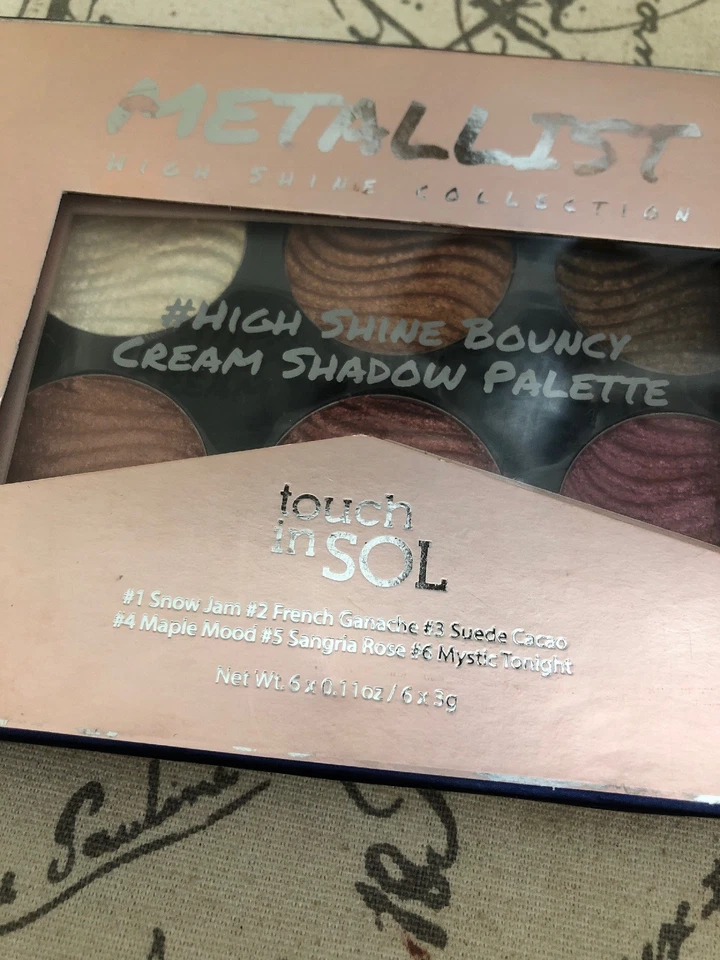 METALLIST
HIGH SHINE COLLECTION
#HIGH SHINE BOUNCY
CREAM SHADOW PALETTE
touch
in SOL
#1 Snow Jam #2 French Ganache #3 Suede Cacao
#4 Maple Mood #5 Sangria Rose #6 Mystic Tonight
Net Wt. 6 x 0.11oz / 6 x 3g
Pauline